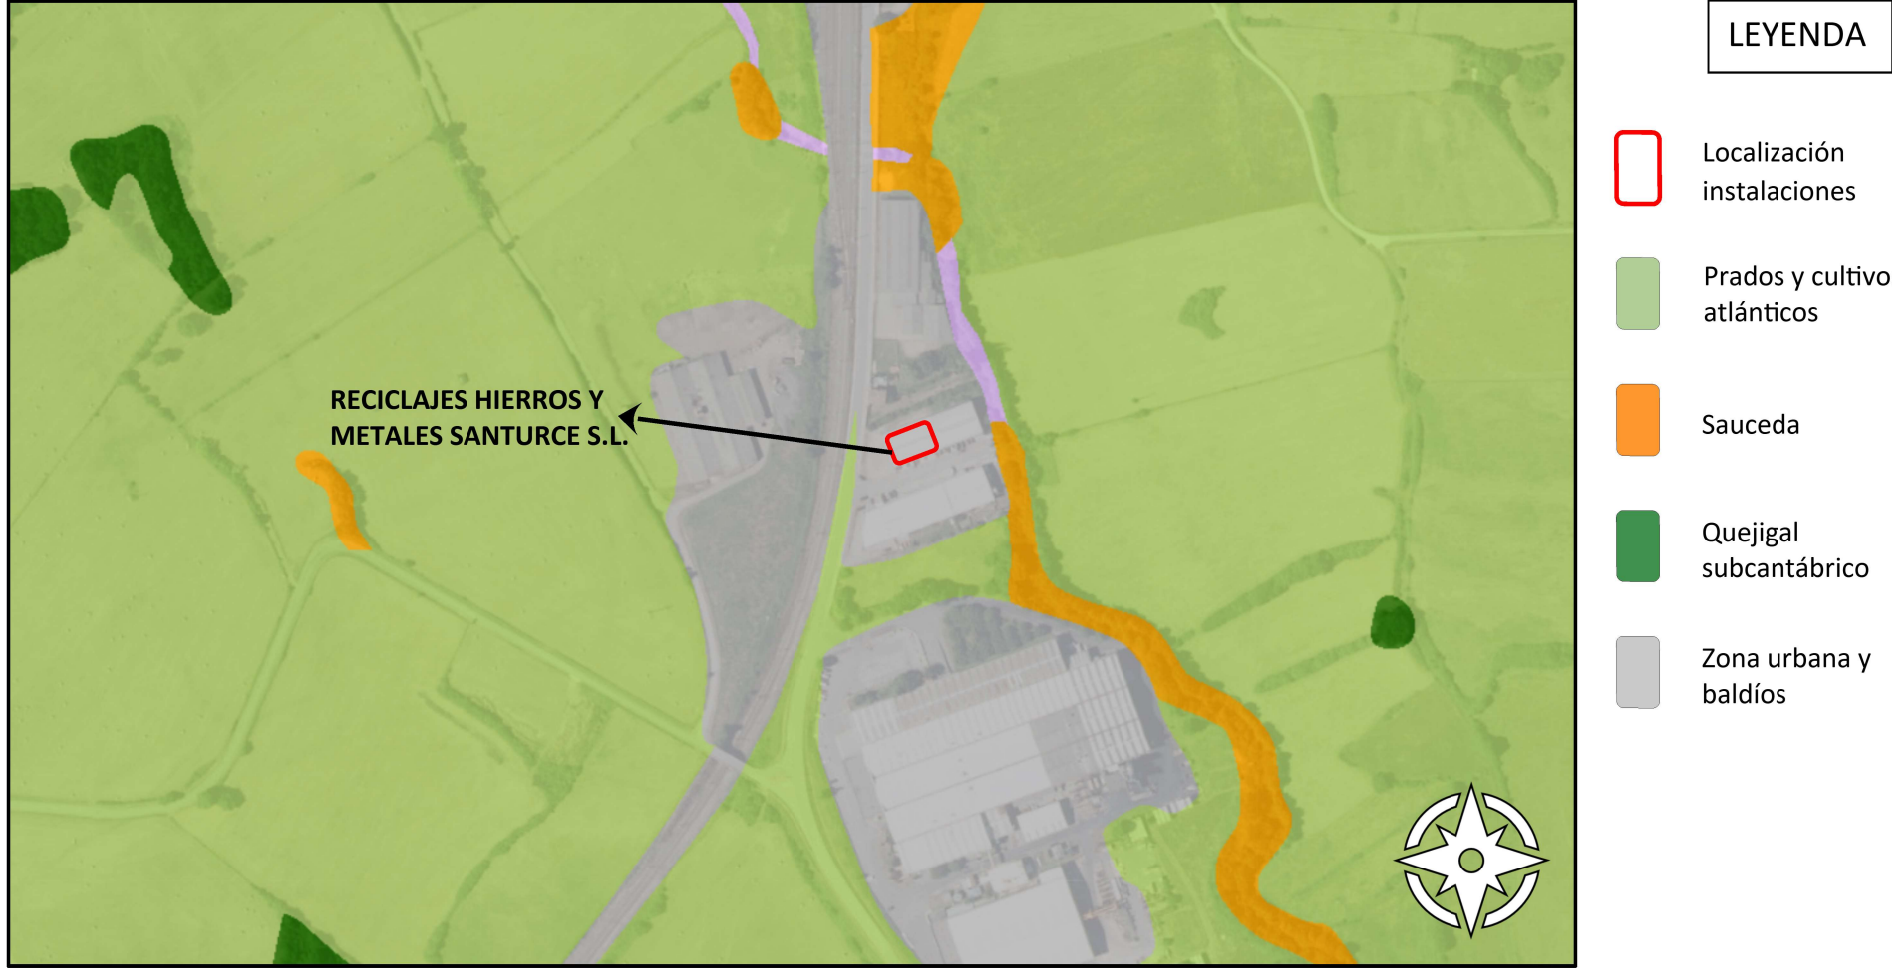 LEYENDA
Localización
instalaciones
Prados y cultivo
atlánticos
RECICLAJES HIERROS Y
METALES SANTURCE S.L.
Sauceda
Quejigal
subcantábrico
Zona urbana y
baldíos